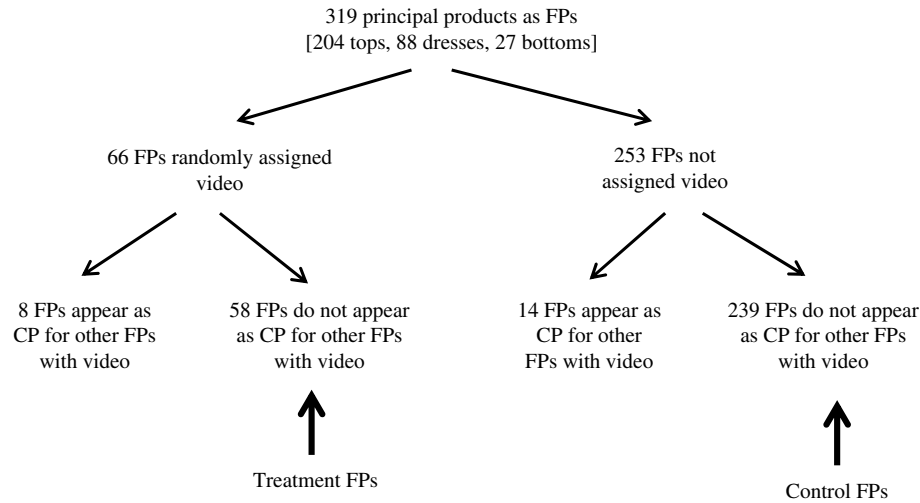 319 principal products as FPs
[204 tops, 88 dresses, 27 bottoms]
66 FPs randomly assigned
video
253 FPs not
assigned video
8 FPs appear as
CP for other FPs
with video
58 FPs do not appear
as CP for other FPs
with video
14 FPs appear as
CP for other
FPs with video
239 FPs do not appear
as CP for other FPs
with video
Treatment FPs
Control FPs